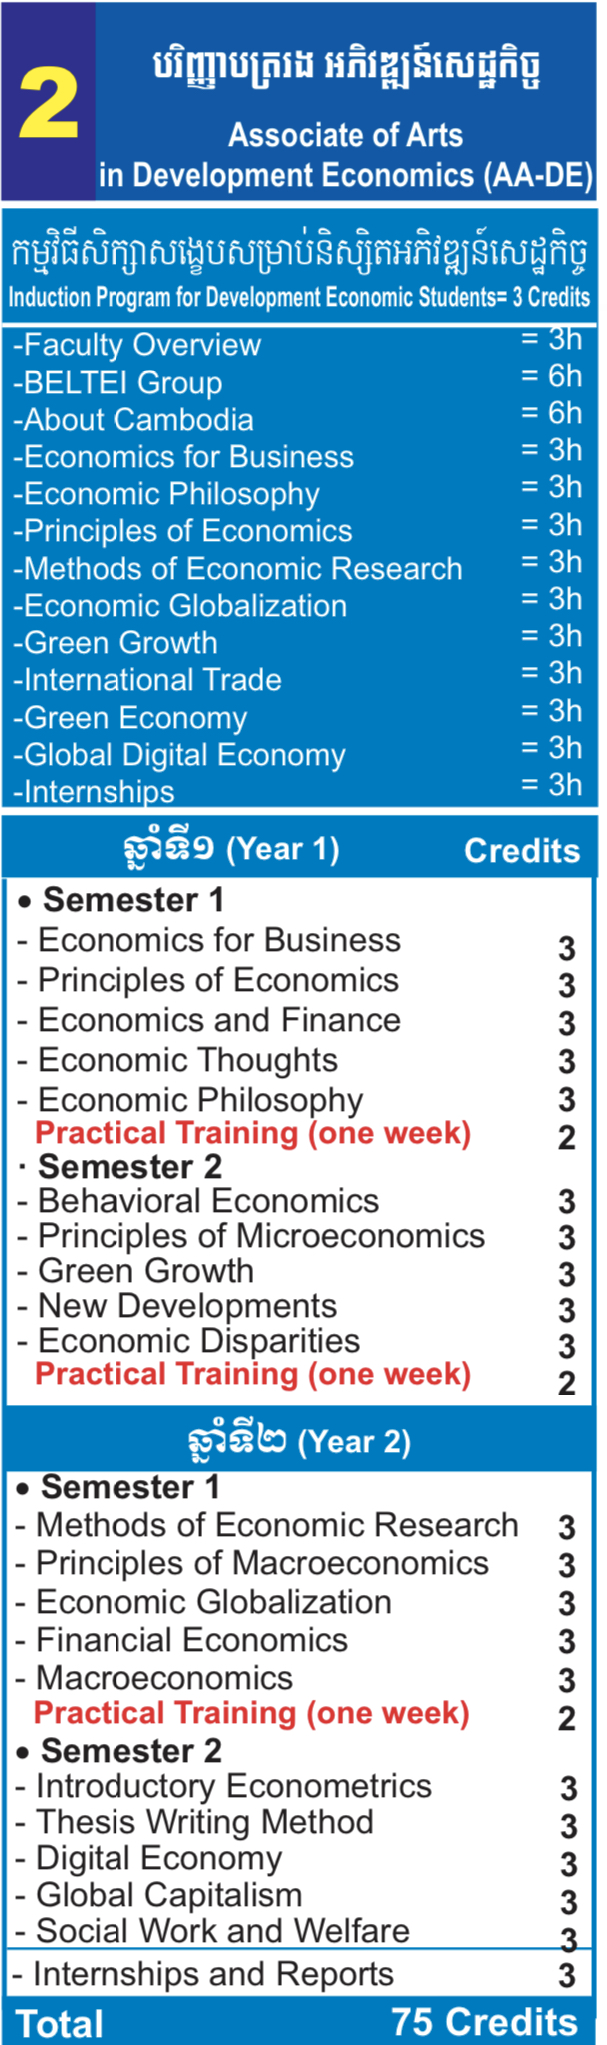 2
បរិញ្ញាបត្ររង អភិវឌ្ឍន៍សេដ្ឋកិច្ច
Associate of Arts
in Development Economics (AA-DE)
កម្មវិធីសិក្សាសង្ខេបសម្រាប់និស្សិតអភិវឌ្ឍន៍សេដ្ឋកិច្ច
Induction Program for Development Economic Students= 3 Credits
-Faculty Overview = 3h
-BELTEI Group = 6h
-About Cambodia = 6h
-Economics for Business = 3h
-Economic Philosophy = 3h
-Principles of Economics = 3h
-Methods of Economic Research = 3h
-Economic Globalization = 3h
-Green Growth = 3h
-International Trade = 3h
-Green Economy = 3h
-Global Digital Economy = 3h
-Internships = 3h
ឆ្នាំទី១ (Year 1) Credits
• Semester 1
- Economics for Business 3
- Principles of Economics 3
- Economics and Finance 3
- Economic Thoughts 3
- Economic Philosophy 3
Practical Training (one week) 2
· Semester 2
- Behavioral Economics 3
- Principles of Microeconomics 3
- Green Growth 3
- New Developments 3
- Economic Disparities 3
Practical Training (one week) 2
ឆ្នាំទី២ (Year 2)
• Semester 1
- Methods of Economic Research 3
- Principles of Macroeconomics 3
- Economic Globalization 3
- Financial Economics 3
- Macroeconomics 3
Practical Training (one week) 2
• Semester 2
- Introductory Econometrics 3
- Thesis Writing Method 3
- Digital Economy 3
- Global Capitalism 3
- Social Work and Welfare 3
- Internships and Reports 3
Total 75 Credits